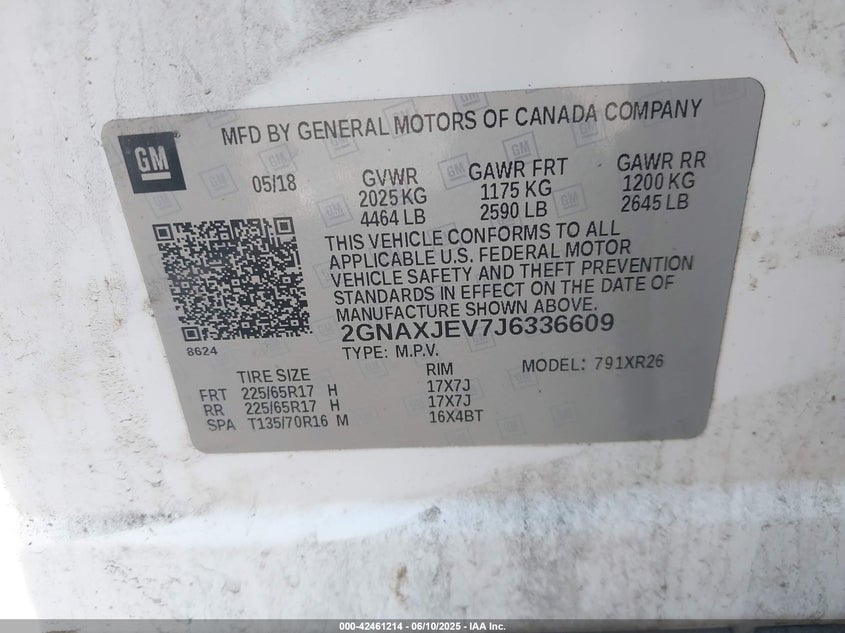 GM
MFD BY GENERAL MOTORS OF CANADA COMPANY
05/18
GVWR
2025 KG
4464 LB
GAWR FRT
1175 KG
2590 LB
GAWR RR
1200 KG
2645 LB
THIS VEHICLE CONFORMS TO ALL
APPLICABLE U.S. FEDERAL MOTOR
VEHICLE SAFETY AND THEFT PREVENTION
STANDARDS IN EFFECT ON THE DATE OF
MANUFACTURE SHOWN ABOVE.
8624
2GNAXJEV7J6336609
TYPE: M.P.V.
MODEL: 791XR26
TIRE SIZE RIM
FRT 225/65R17 H 17X7J
RR 225/65R17 H 17X7J
SPA T135/70R16 M 16X4BT
000-42461214 - 06/10/2025 - IAA Inc.